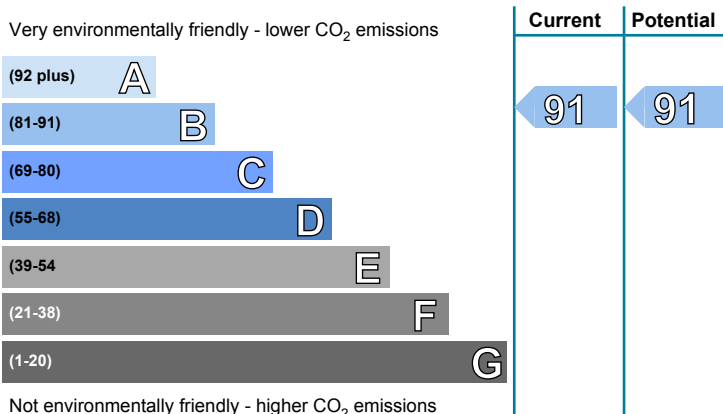 Very environmentally friendly - lower CO₂ emissions
Current
Potential
(92 plus) A
(81-91) B
(69-80) C
(55-68) D
(39-54 E
(21-38) F
(1-20) G
91
91
Not environmentally friendly - higher CO₂ emissions